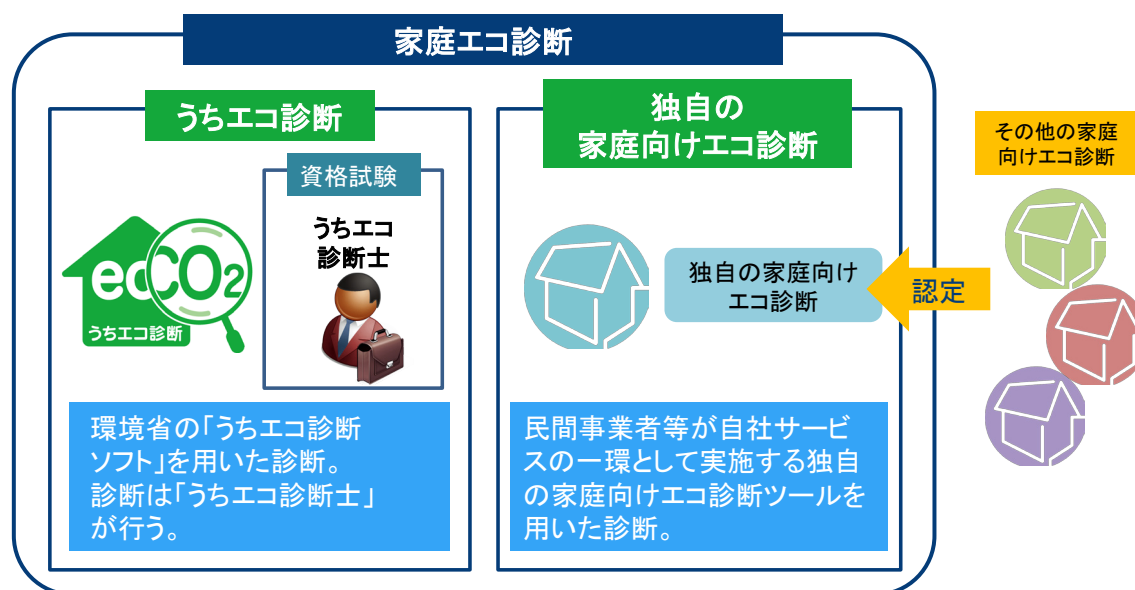 家庭エコ診断
うちエコ診断
資格試験
うちエコ
診断士
ecCO2
うちエコ診断
環境省の「うちエコ診断
ソフト」を用いた診断。
診断は「うちエコ診断士」
が行う。
独自の
家庭向けエコ診断
独自の家庭向け
エコ診断
民間事業者等が自社サービ
スの一環として実施する独自
の家庭向けエコ診断ツールを
用いた診断。
認定
その他の家庭
向けエコ診断